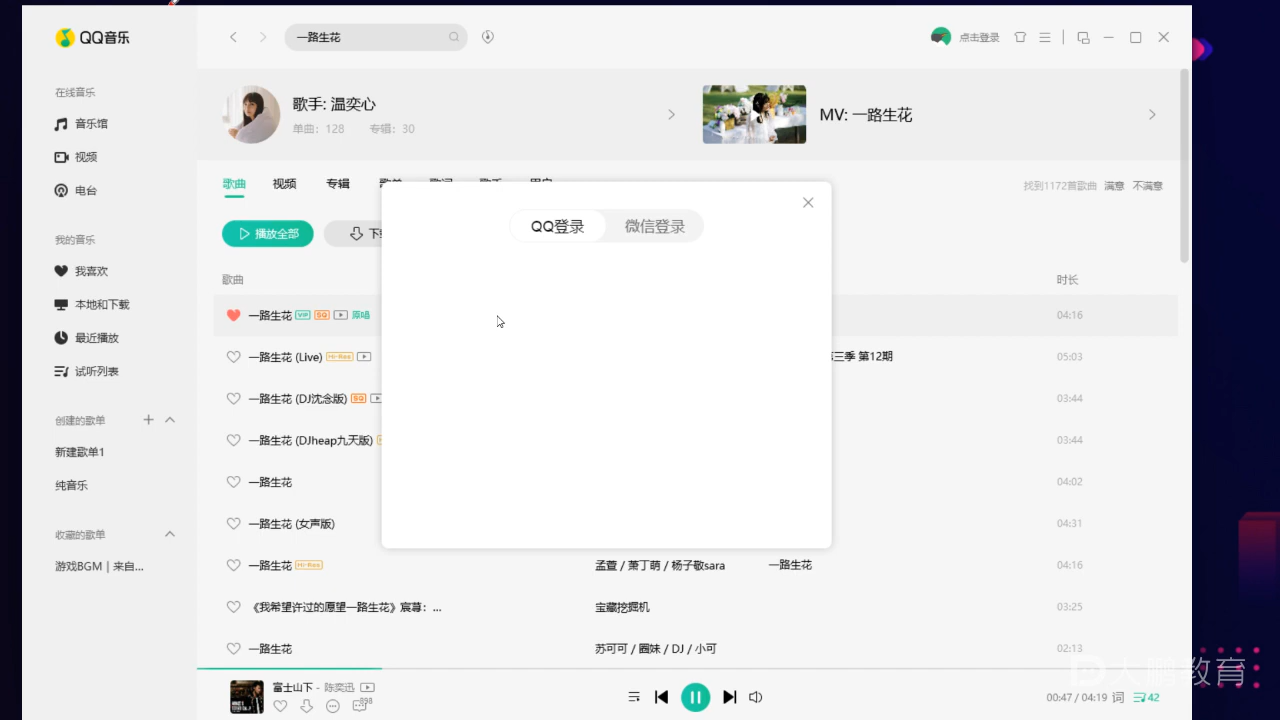 QQ音乐
一路生花
点击登录
在线音乐
音乐馆
视频
电台
我的音乐
我喜欢
本地和下载
最近播放
试听列表
创建的歌单
新建歌单1
纯音乐
收藏的歌单
游戏BGM | 来自...
歌手: 温奕心
单曲: 128 专辑: 30
MV: 一路生花
歌曲 视频 专辑
找到1172首歌曲 满意 不满意
播放全部
QQ登录 微信登录
歌曲 时长
一路生花 VIP SQ 原唱 04:16
一路生花 (Live) Hi-Res 三季 第12期 05:03
一路生花 (DJ沈念版) SQ 03:44
一路生花 (DJheap九天版) 03:44
一路生花 04:02
一路生花 (女声版) 04:31
一路生花 Hi-Res 孟萱 / 萧丁萌 / 杨子敬sara 一路生花 04:16
《我希望许过的愿望一路生花》宸幕: ... 宝藏挖掘机 03:25
一路生花 苏可可 / 圈妹 / DJ / 小可 02:13
富士山下 - 陈奕迅
998
00:47 / 04:19 词 42
大鹏教育